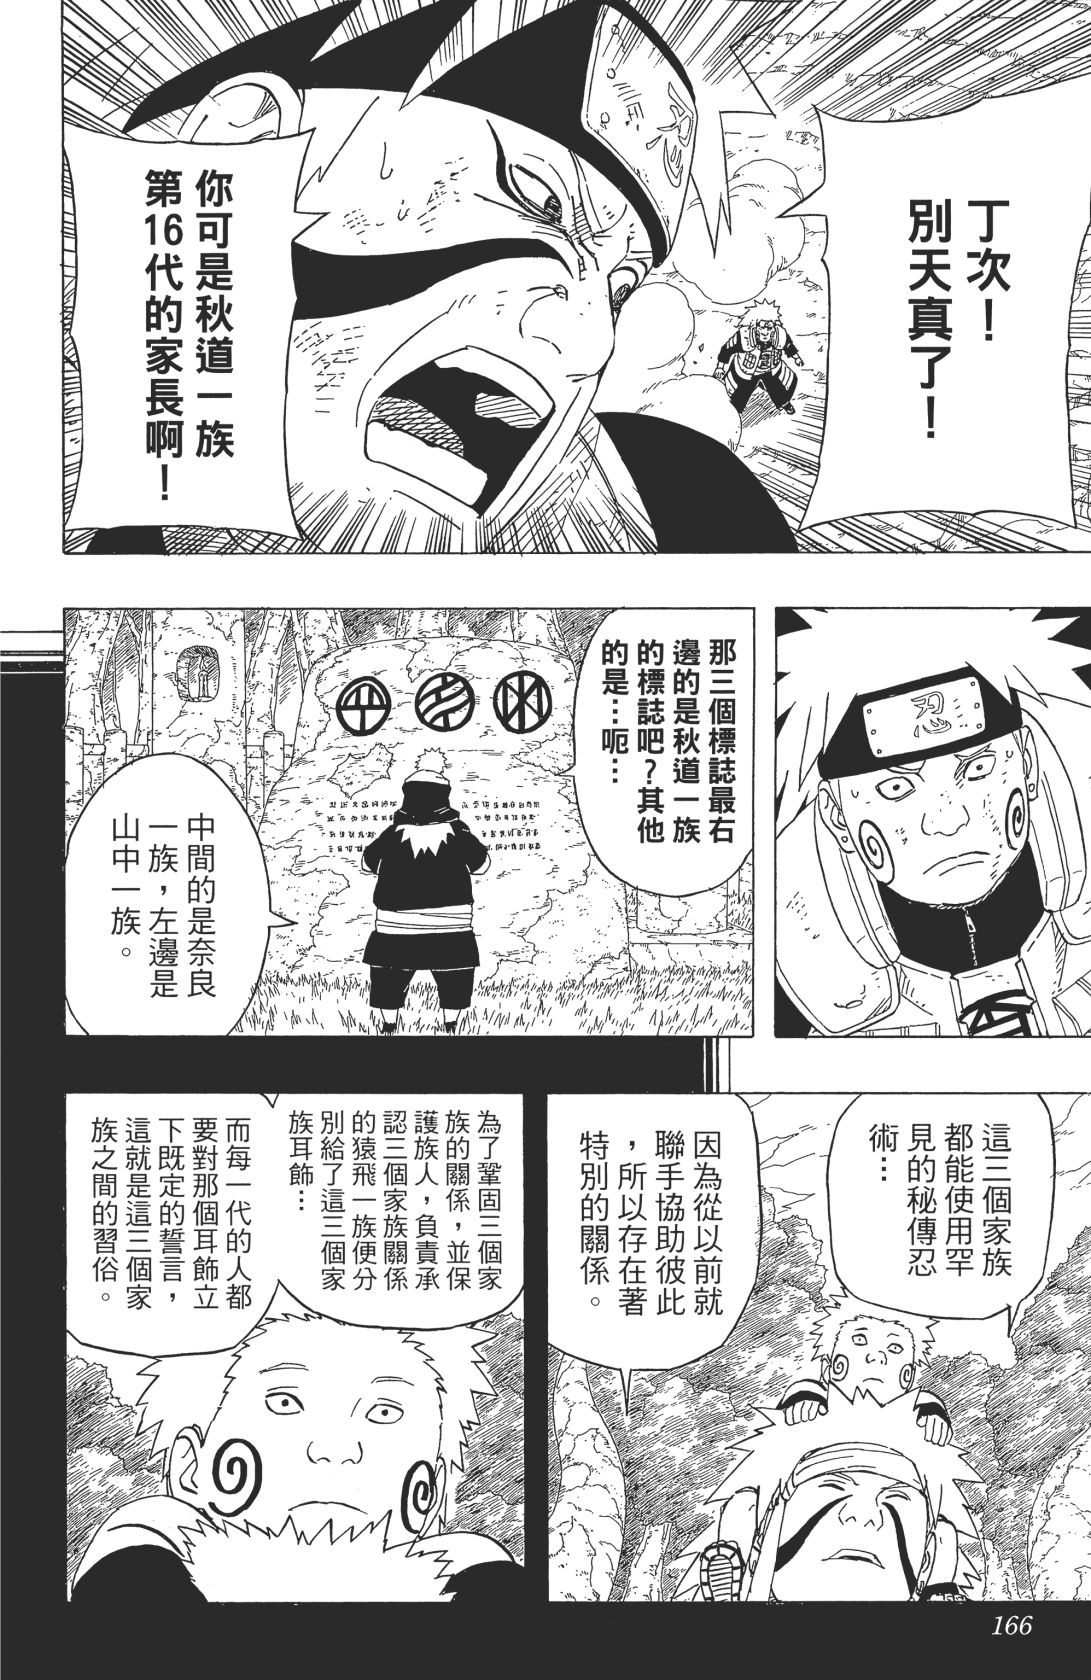 丁次！
別天真了！
你可是秋道一族
第16代的家長啊！
忍
那三個標誌最右
邊的是秋道一族
的標誌吧？其他
的是…呃…
中間的是奈良
一族，左邊是
山中一族。
這三個家族
都能使用罕
見的秘傳忍
術…
因為從以前就
聯手協助彼此
，所以存在著
特別的關係。
為了鞏固三個家
族的關係，並保
護族人，負責承
認三個家族關係
的猿飛一族便分
別給了這三個家
族耳飾…
而每一代的人都
要對那個耳飾立
下既定的誓言，
這就是這三個家
族之間的習俗。
166